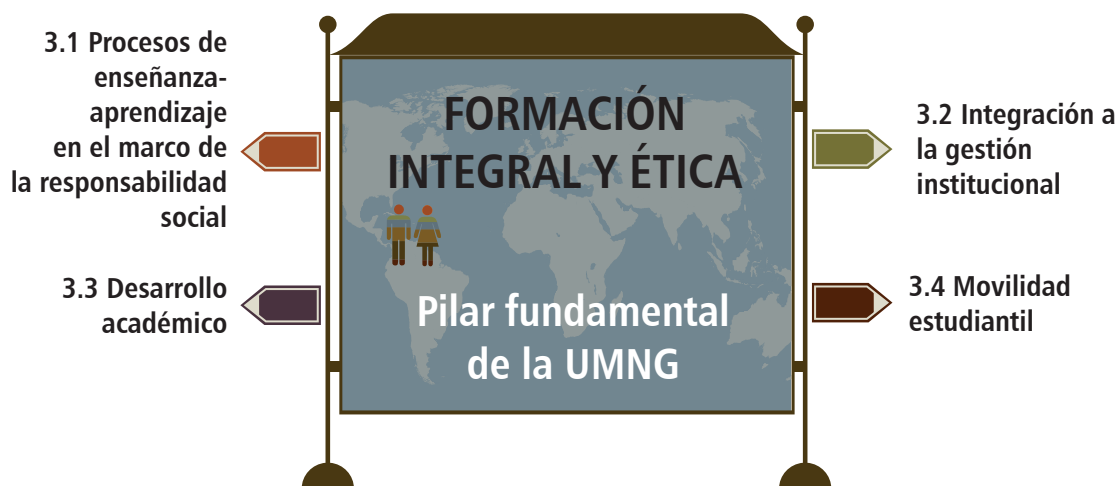 3.1 Procesos de
enseñanza-
aprendizaje
en el marco de
la responsabilidad
social
FORMACIÓN
INTEGRAL Y ÉTICA
3.2 Integración a
la gestión
institucional
3.3 Desarrollo
académico
Pilar fundamental
de la UMNG
3.4 Movilidad
estudiantil